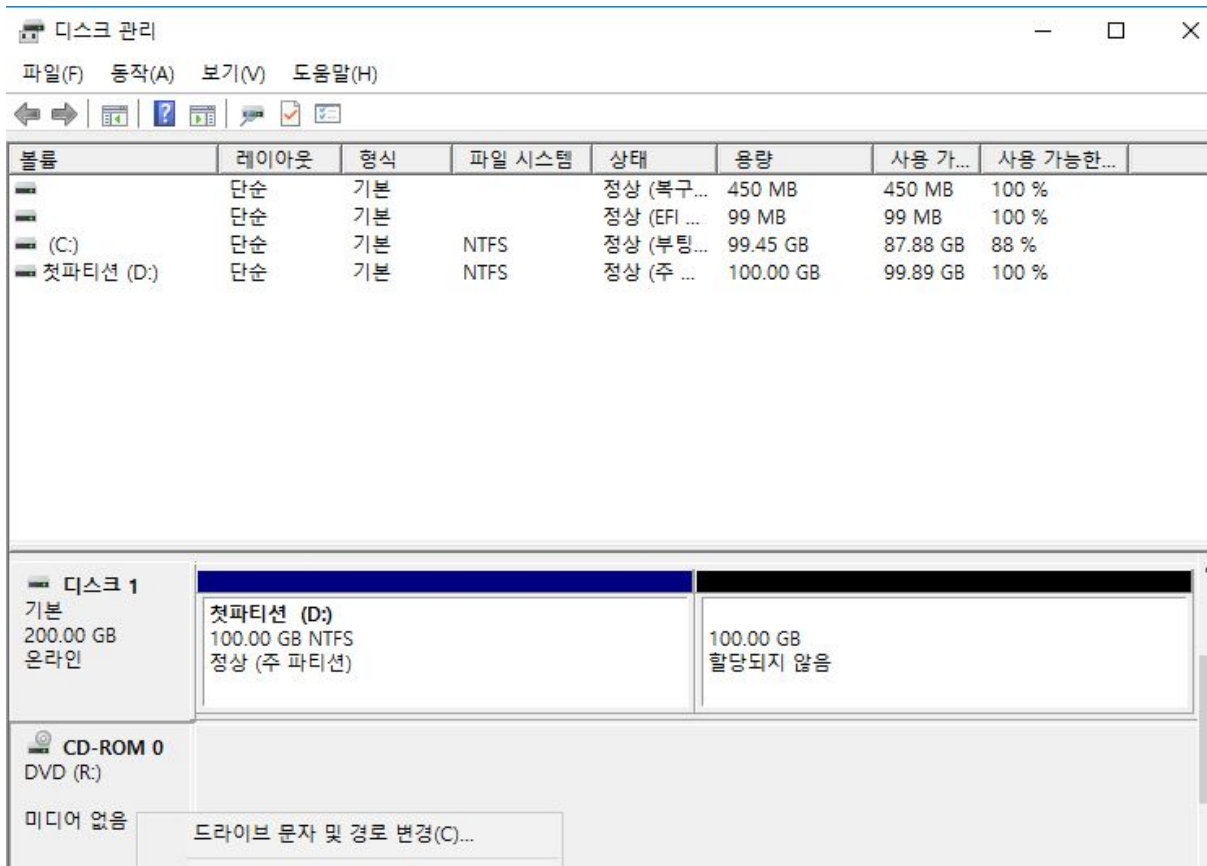 디스크 관리
파일(F) 동작(A) 보기(V) 도움말(H)
볼륨 레이아웃 형식 파일 시스템 상태 용량 사용 가... 사용 가능한...
단순 기본 정상 (복구... 450 MB 450 MB 100 %
단순 기본 정상 (EFI ... 99 MB 99 MB 100 %
(C:) 단순 기본 NTFS 정상 (부팅... 99.45 GB 87.88 GB 88 %
첫파티션 (D:) 단순 기본 NTFS 정상 (주 ... 100.00 GB 99.89 GB 100 %
디스크 1
기본
200.00 GB
온라인
첫파티션 (D:)
100.00 GB NTFS
정상 (주 파티션)
100.00 GB
할당되지 않음
CD-ROM 0
DVD (R:)
미디어 없음
드라이브 문자 및 경로 변경(C)...